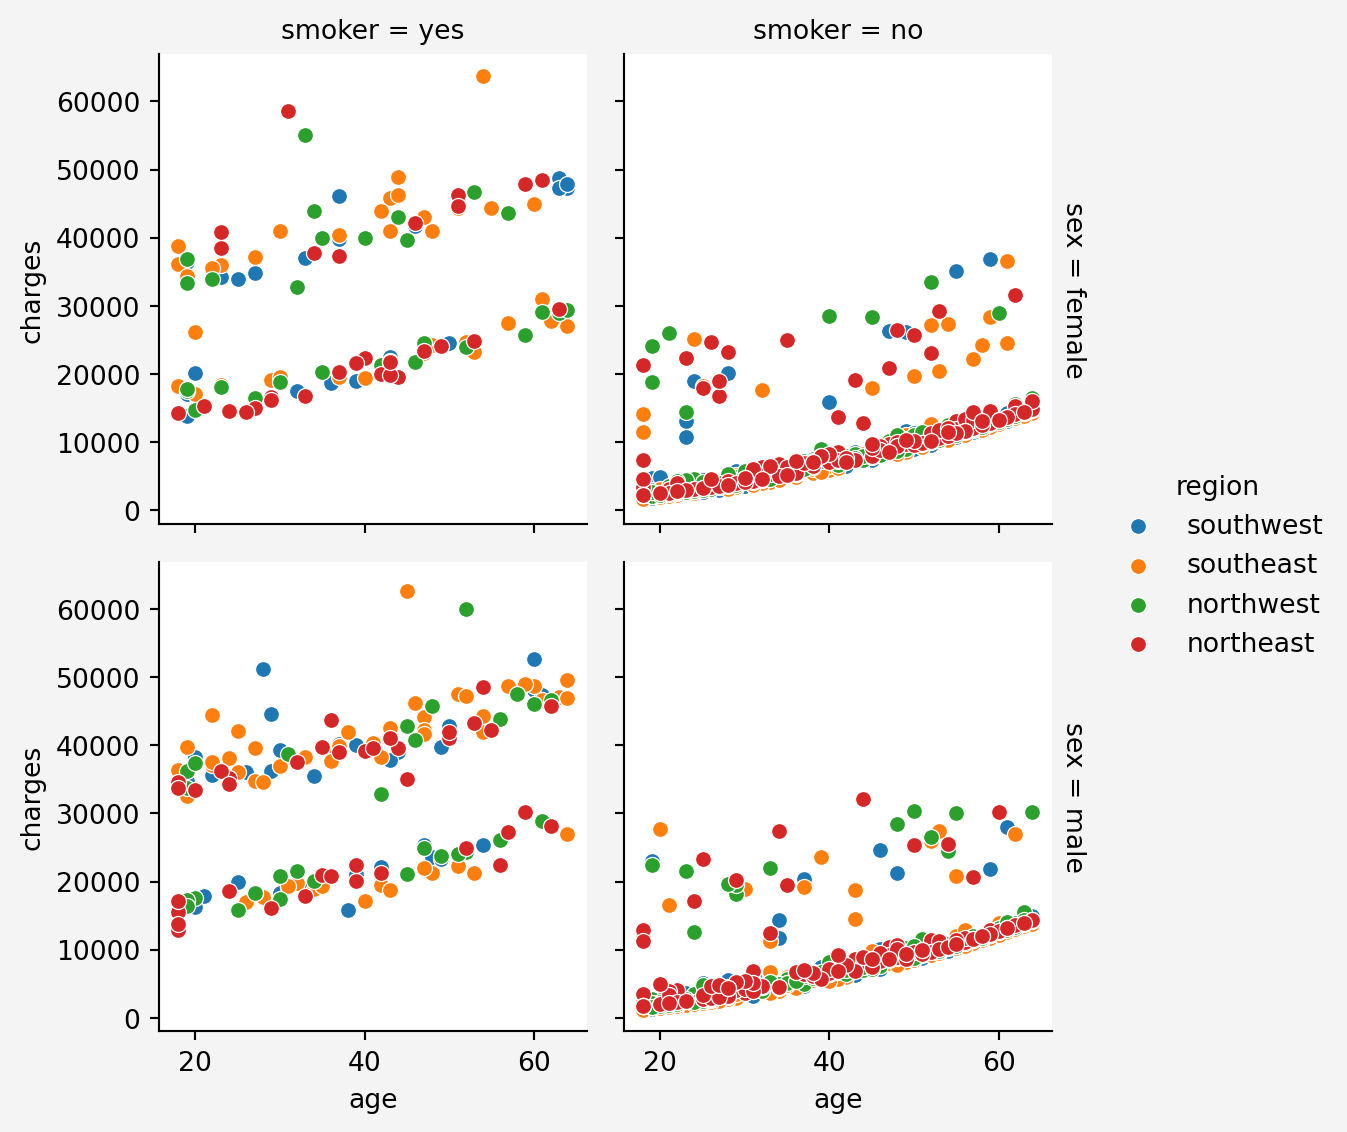 smoker = yes
smoker = no
60000
50000
40000
30000
20000
10000
0
charges
sex = female
60000
50000
40000
30000
20000
10000
0
charges
sex = male
20
40
60
age
20
40
60
age
region
southwest
southeast
northwest
northeast